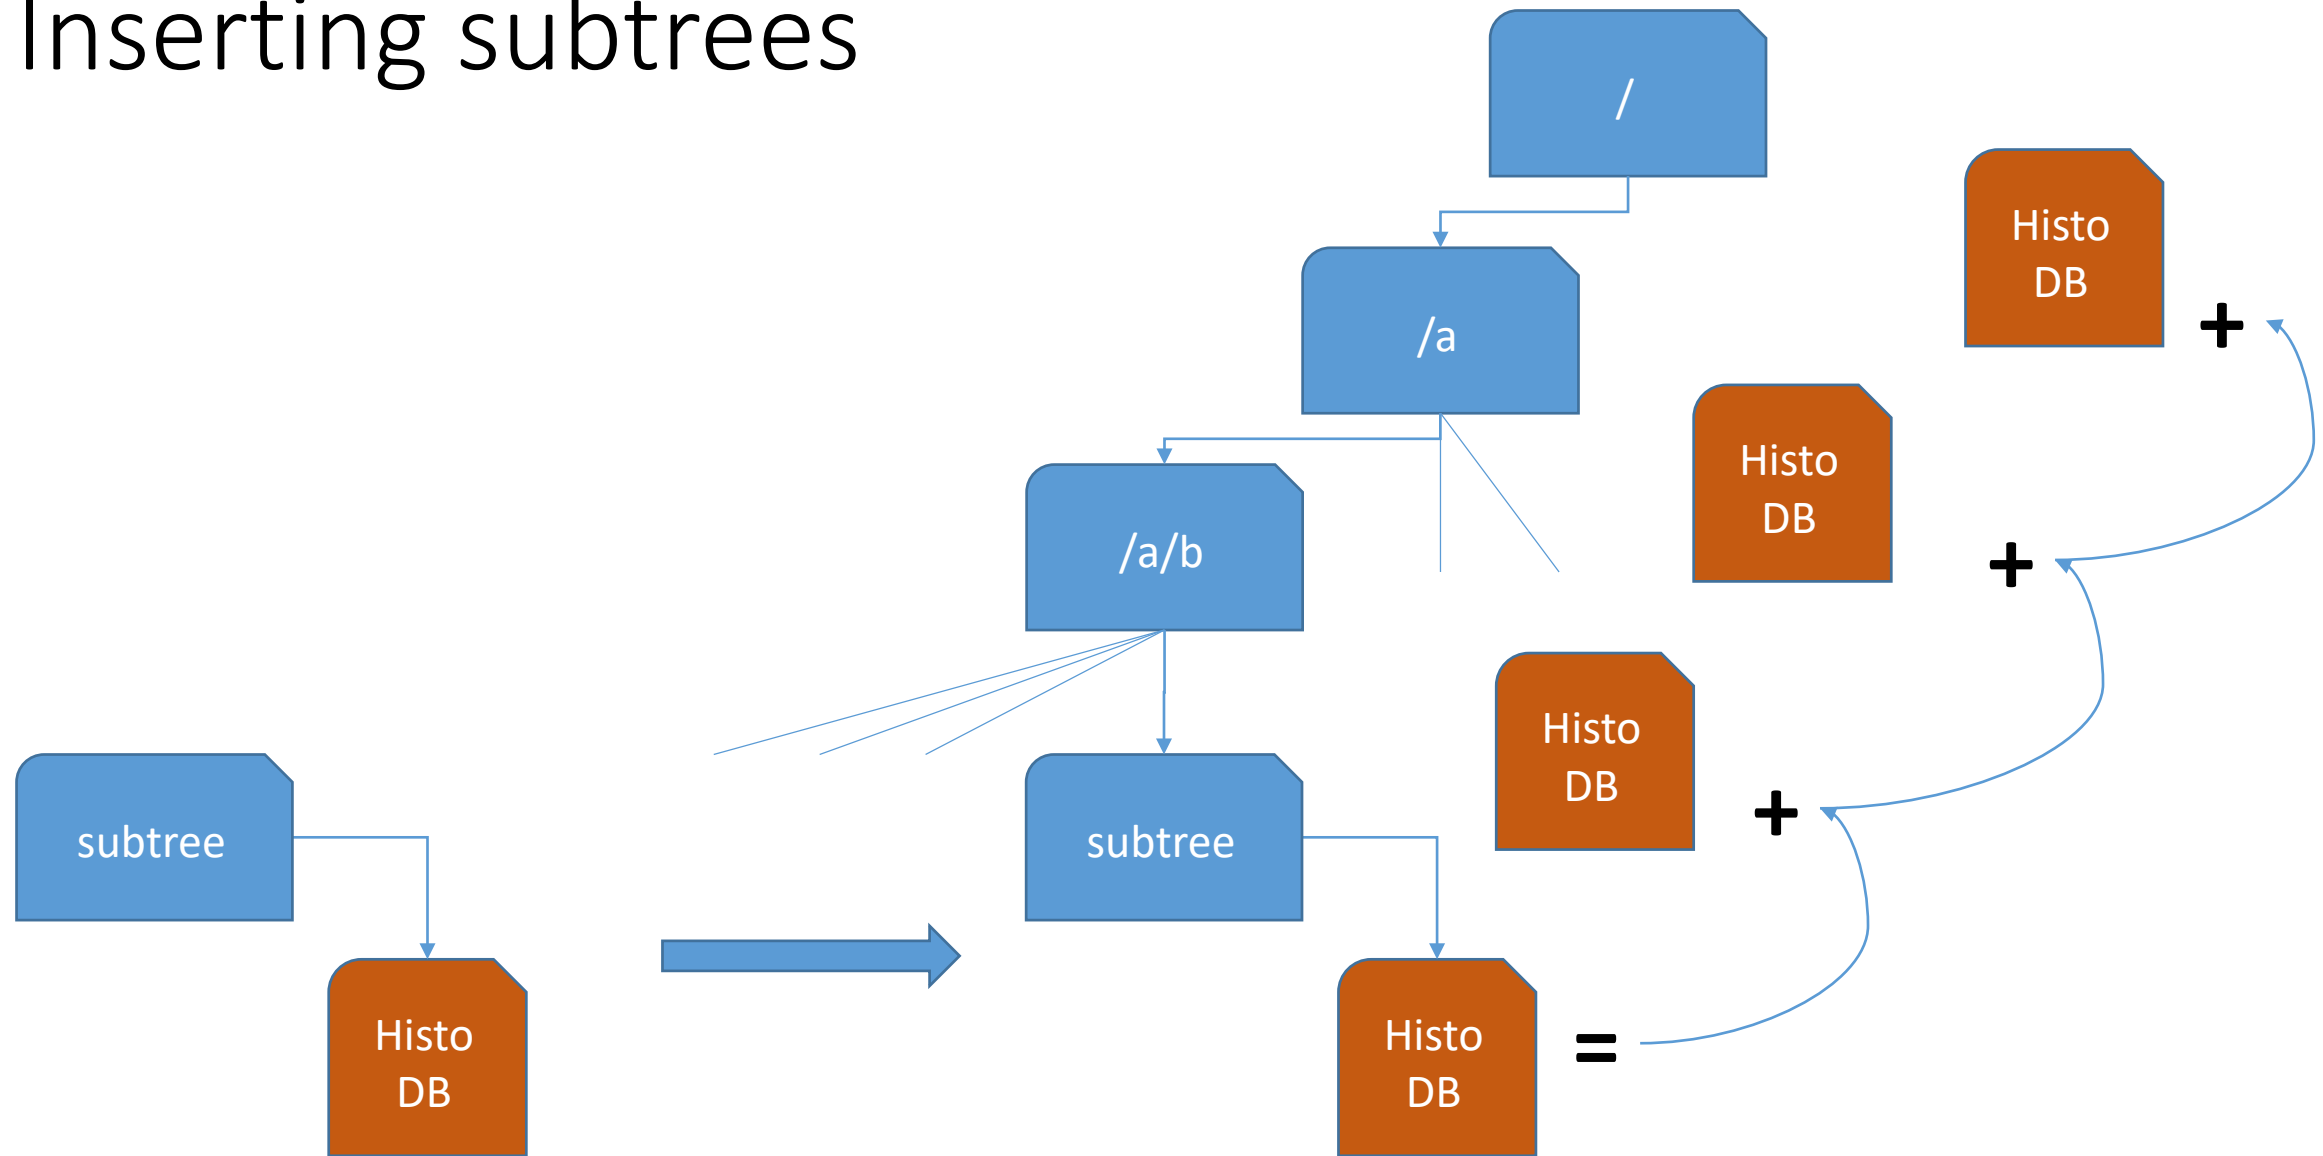 Inserting subtrees
/
Histo
DB
+
/a
Histo
DB
+
/a/b
Histo
DB
+
subtree
subtree
Histo
DB
Histo
DB
=